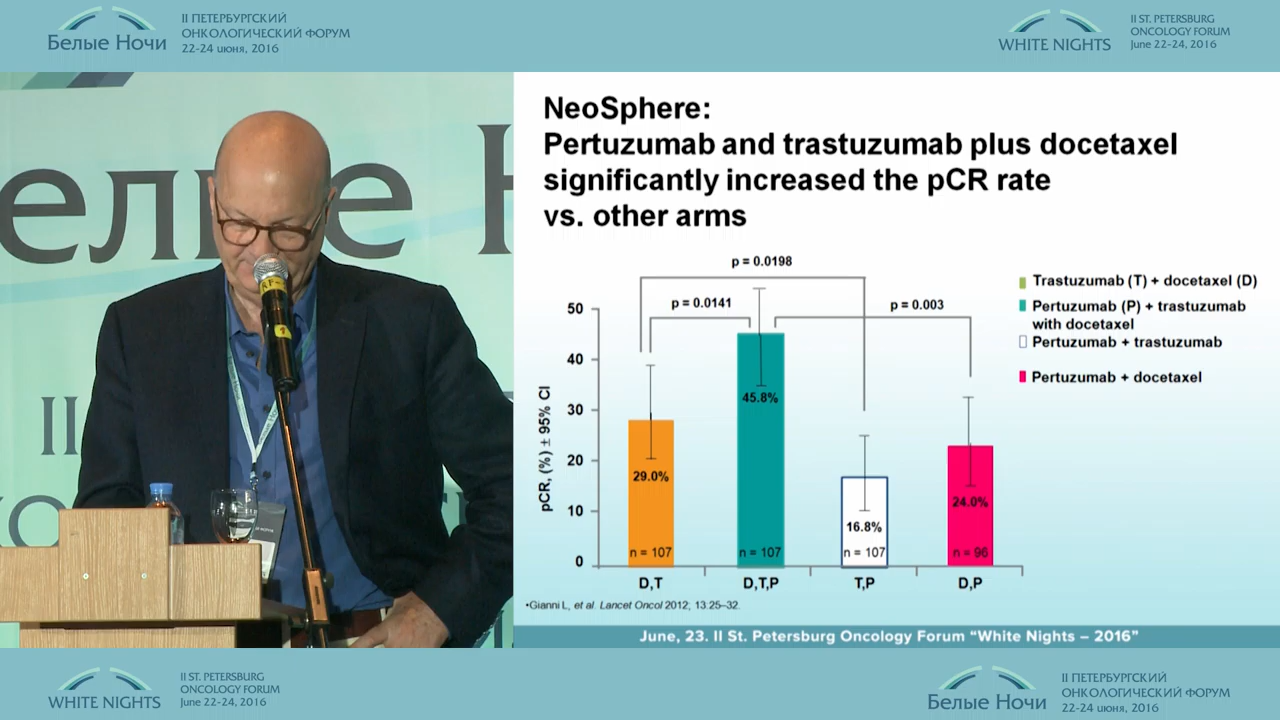 Белые Ночи
II ПЕТЕРБУРГСКИЙ
ОНКОЛОГИЧЕСКИЙ ФОРУМ
22-24 июня, 2016
WHITE NIGHTS
II ST. PETERSBURG
ONCOLOGY FORUM
June 22-24, 2016
NeoSphere:
Pertuzumab and trastuzumab plus docetaxel
significantly increased the pCR rate
vs. other arms
p = 0.0198
p = 0.0141
p = 0.003
Trastuzumab (T) + docetaxel (D)
Pertuzumab (P) + trastuzumab
with docetaxel
Pertuzumab + trastuzumab
Pertuzumab + docetaxel
pCR, (%) ± 95% CI
50
40
30
20
10
0
29.0%
45.8%
16.8%
24.0%
n = 107
n = 107
n = 107
n = 96
D,T
D,T,P
T,P
D,P
•Gianni L, et al. Lancet Oncol 2012; 13:25–32.
June, 23. II St. Petersburg Oncology Forum “White Nights – 2016”
WHITE NIGHTS
II ST. PETERSBURG
ONCOLOGY FORUM
June 22-24, 2016
Белые Ночи
II ПЕТЕРБУРГСКИЙ
ОНКОЛОГИЧЕСКИЙ ФОРУМ
22-24 июня, 2016